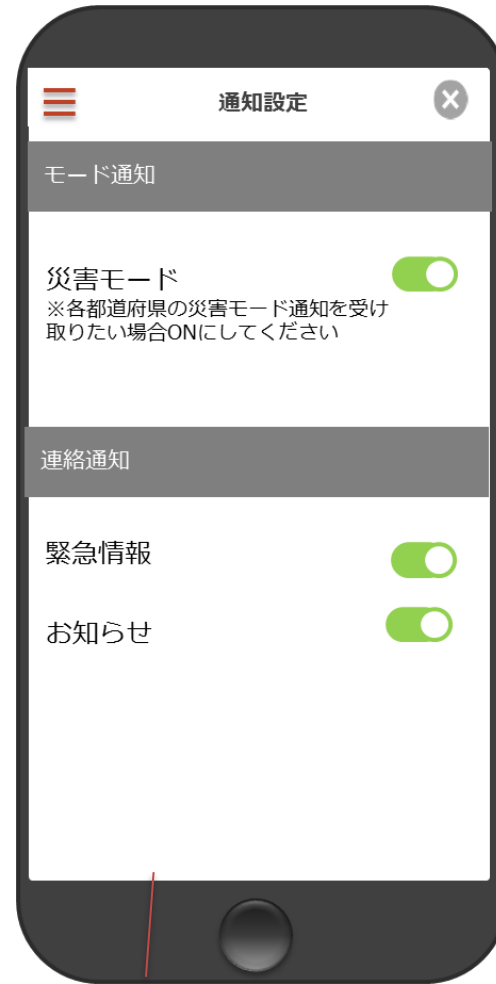 通知設定
モード通知
災害モード
※各都道府県の災害モード通知を受け
取りたい場合ONにしてください
連絡通知
緊急情報
お知らせ